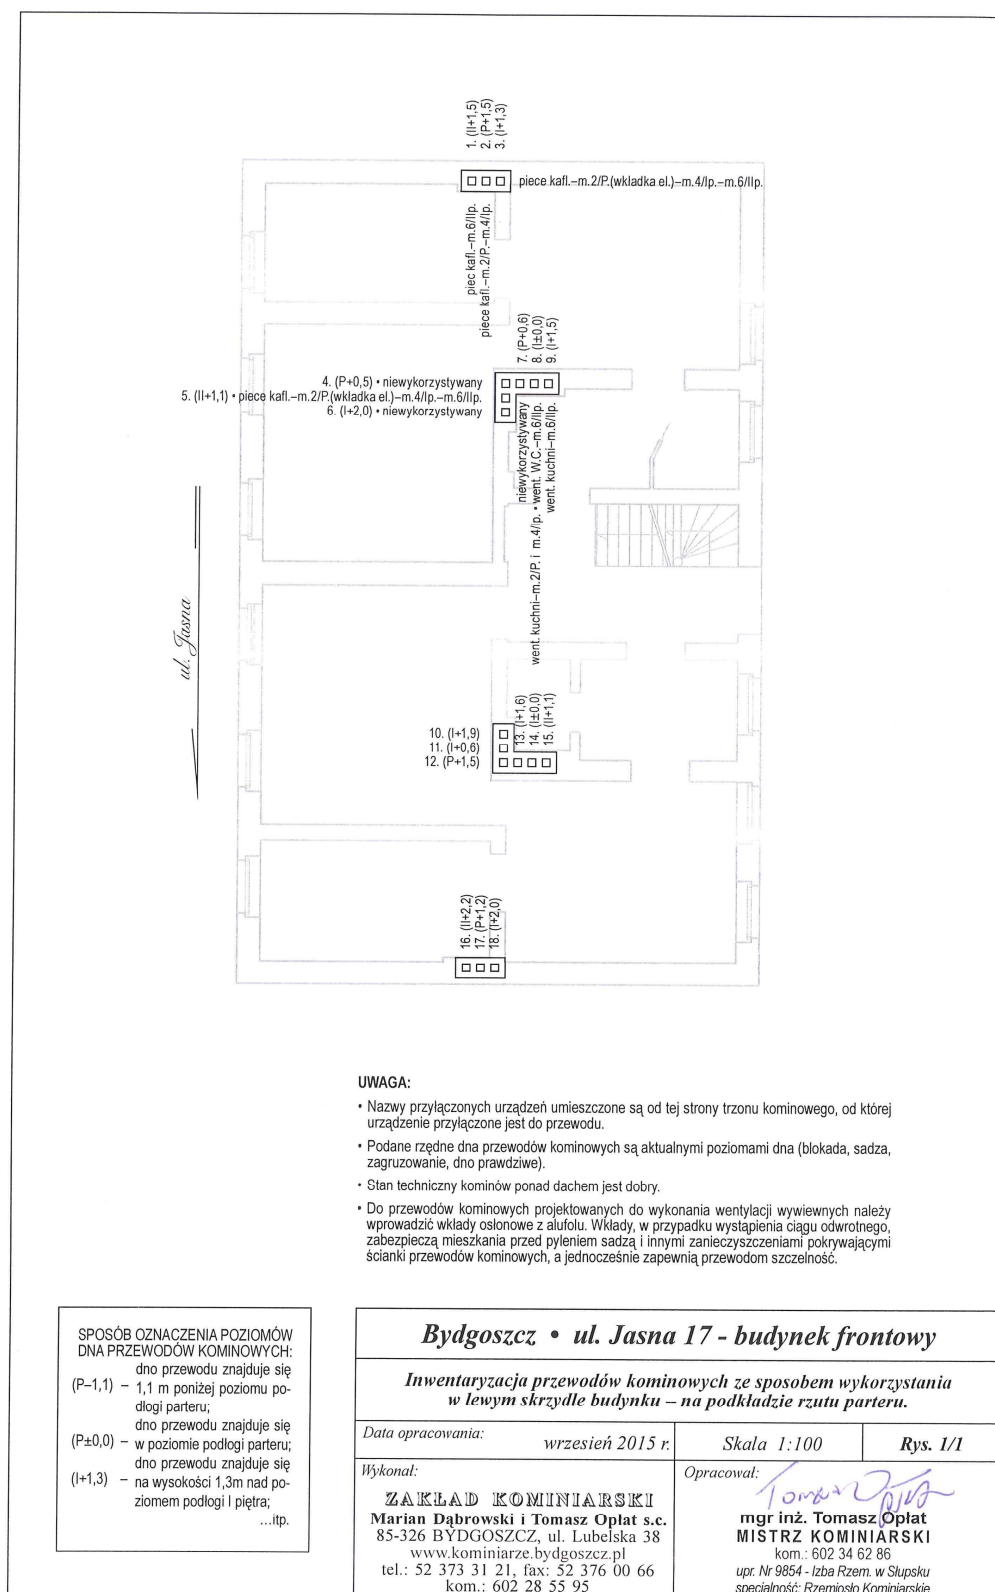 1. (II+1,5)
2. (P+1,5)
3. (I+1,3)
piece kafl.–m.2/P.(wkladka el.)–m.4/Ip.–m.6/IIp.
piec kafl.–m.6/IIp.
piece kafl.–m.2/P.–m.4/Ip.
7. (P+0,6)
8. (I±0,0)
9. (I+1,5)
4. (P+0,5) • niewykorzystywany
5. (II+1,1) • piece kafl.–m.2/P.(wkladka el.)–m.4/Ip.–m.6/IIp.
6. (I+2,0) • niewykorzystywany
niewykorzystywany
went. kuchni–m.2/P. i m.4/Ip. • went. W.C.–m.6/IIp.
went. kuchni–m.6/IIp.
ul. Jasna
10. (I+1,9)
11. (I+0,6)
12. (P+1,5)
13. (I+1,6)
14. (I±0,0)
15. (II+1,1)
16. (II+2,2)
17. (P+1,2)
18. (I+2,0)
UWAGA:
• Nazwy przyłączonych urządzeń umieszczone są od tej strony trzonu kominowego, od której
urządzenie przyłączone jest do przewodu.
• Podane rzędne dna przewodów kominowych są aktualnymi poziomami dna (blokada, sadza,
zagruzowanie, dno prawdziwe).
• Stan techniczny kominów ponad dachem jest dobry.
• Do przewodów kominowych projektowanych do wykonania wentylacji wywiewnych należy
wprowadzić wkłady osłonowe z alufolu. Wkłady, w przypadku wystąpienia ciągu odwrotnego,
zabezpieczą mieszkania przed pyleniem sadzą i innymi zanieczyszczeniami pokrywającymi
ścianki przewodów kominowych, a jednocześnie zapewnią przewodom szczelność.
SPOSÓB OZNACZENIA POZIOMÓW
DNA PRZEWODÓW KOMINOWYCH:
dno przewodu znajduje się
(P–1,1) – 1,1 m poniżej poziomu po-
dłogi parteru;
dno przewodu znajduje się
(P±0,0) – w poziomie podłogi parteru;
dno przewodu znajduje się
(I+1,3) – na wysokości 1,3m nad po-
ziomem podłogi I piętra;
...itp.
Bydgoszcz • ul. Jasna 17 - budynek frontowy
Inwentaryzacja przewodów kominowych ze sposobem wykorzystania
w lewym skrzydle budynku – na podkładzie rzutu parteru.
Data opracowania:
wrzesień 2015 r.
Skala 1:100
Rys. 1/1
Wykonał:
ZAKŁAD KOMINIARSKI
Marian Dąbrowski i Tomasz Opłat s.c.
85-326 BYDGOSZCZ, ul. Lubelska 38
www.kominiarze.bydgoszcz.pl
tel.: 52 373 31 21, fax: 52 376 00 66
kom.: 602 28 55 95
Opracował:
Tomasz Opłat
mgr inż. Tomasz Opłat
MISTRZ KOMINIARSKI
kom.: 602 34 62 86
upr. Nr 9854 - Izba Rzem. w Słupsku
specjalność: Rzemiosło Kominiarskie